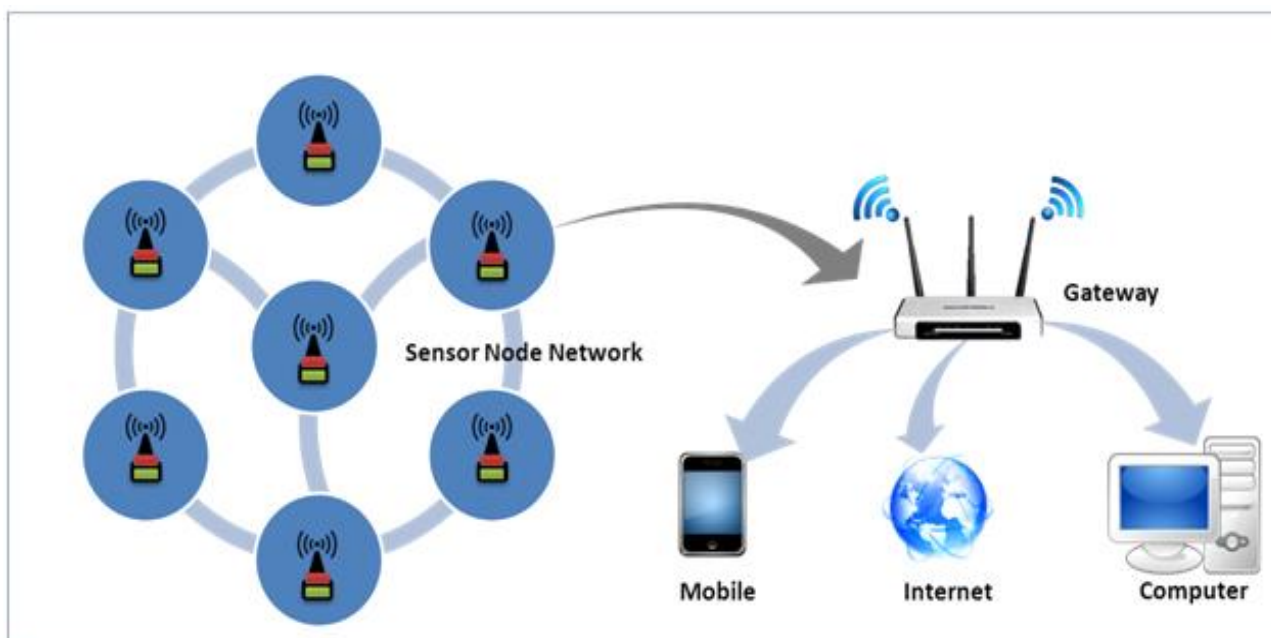 Sensor Node Network
Gateway
Mobile
Internet
Computer